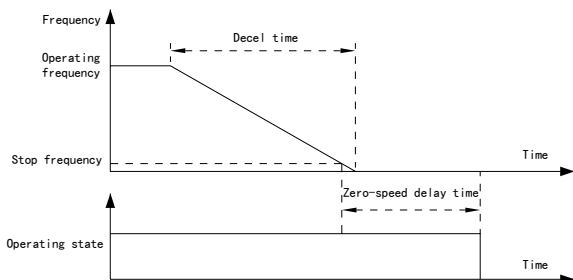 Frequency
Decel time
Operating
frequency
Stop frequency
Time
Zero-speed delay time
Operating state
Time